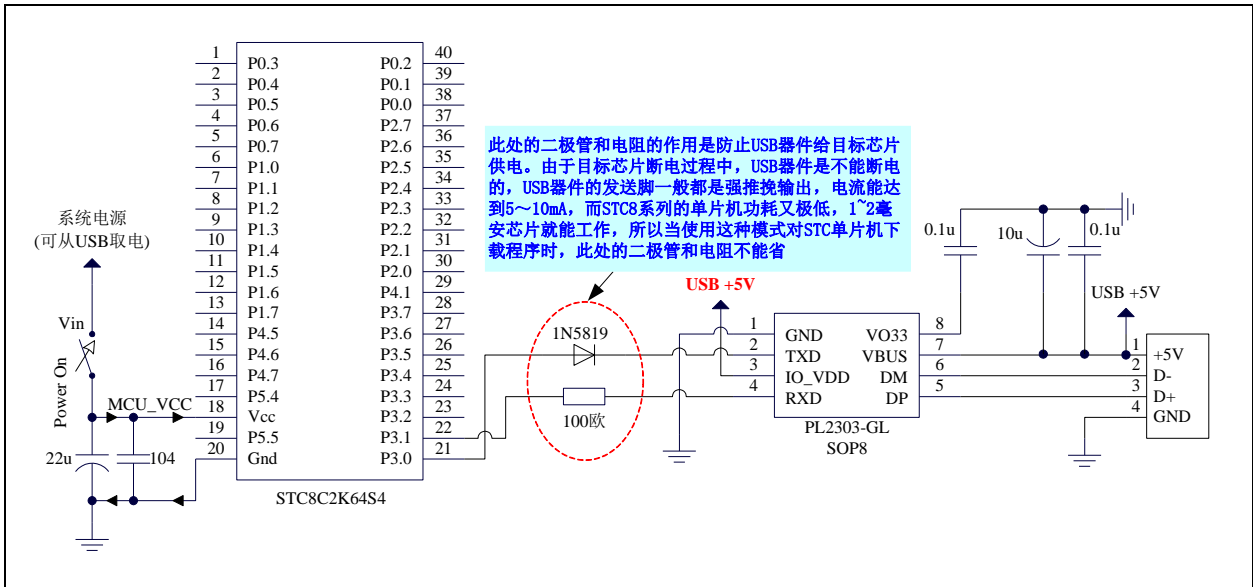 系统电源
(可从USB取电)
Vin
Power On
MCU_VCC
22u
104
1 P0.3
2 P0.4
3 P0.5
4 P0.6
5 P0.7
6 P1.0
7 P1.1
8 P1.2
9 P1.3
10 P1.4
11 P1.5
12 P1.6
13 P1.7
14 P4.5
15 P4.6
16 P4.7
17 P5.4
18 Vcc
19 P5.5
20 Gnd
P0.2 40
P0.1 39
P0.0 38
P2.7 37
P2.6 36
P2.5 35
P2.4 34
P2.3 33
P2.2 32
P2.1 31
P2.0 30
P4.1 29
P3.7 28
P3.6 27
P3.5 26
P3.4 25
P3.3 24
P3.2 23
P3.1 22
P3.0 21
STC8C2K64S4
此处的二极管和电阻的作用是防止USB器件给目标芯片
供电。由于目标芯片断电过程中，USB器件是不能断电
的，USB器件的发送脚一般都是强推挽输出，电流能达
到5～10mA，而STC8系列的单片机功耗又极低，1~2毫
安芯片就能工作，所以当使用这种模式对STC单片机下
载程序时，此处的二极管和电阻不能省
1N5819
100欧
USB +5V
1 GND
2 TXD
3 IO_VDD
4 RXD
VO33 8
VBUS 7
DM 6
DP 5
PL2303-GL
SOP8
0.1u
10u
0.1u
USB +5V
1 +5V
2 D-
3 D+
4 GND